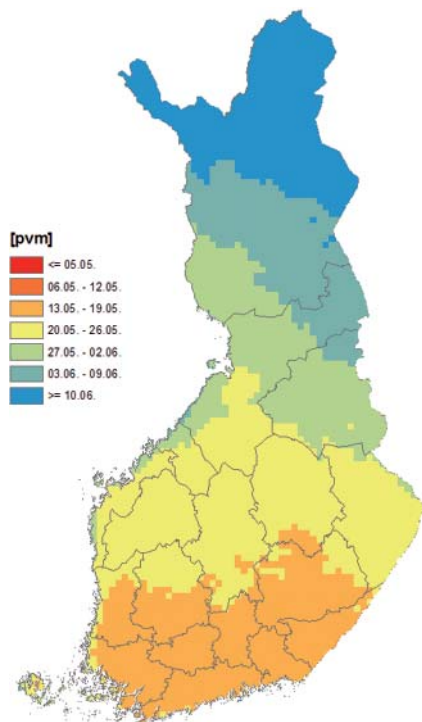 [pvm]
<= 05.05.
06.05. - 12.05.
13.05. - 19.05.
20.05. - 26.05.
27.05. - 02.06.
03.06. - 09.06.
>= 10.06.